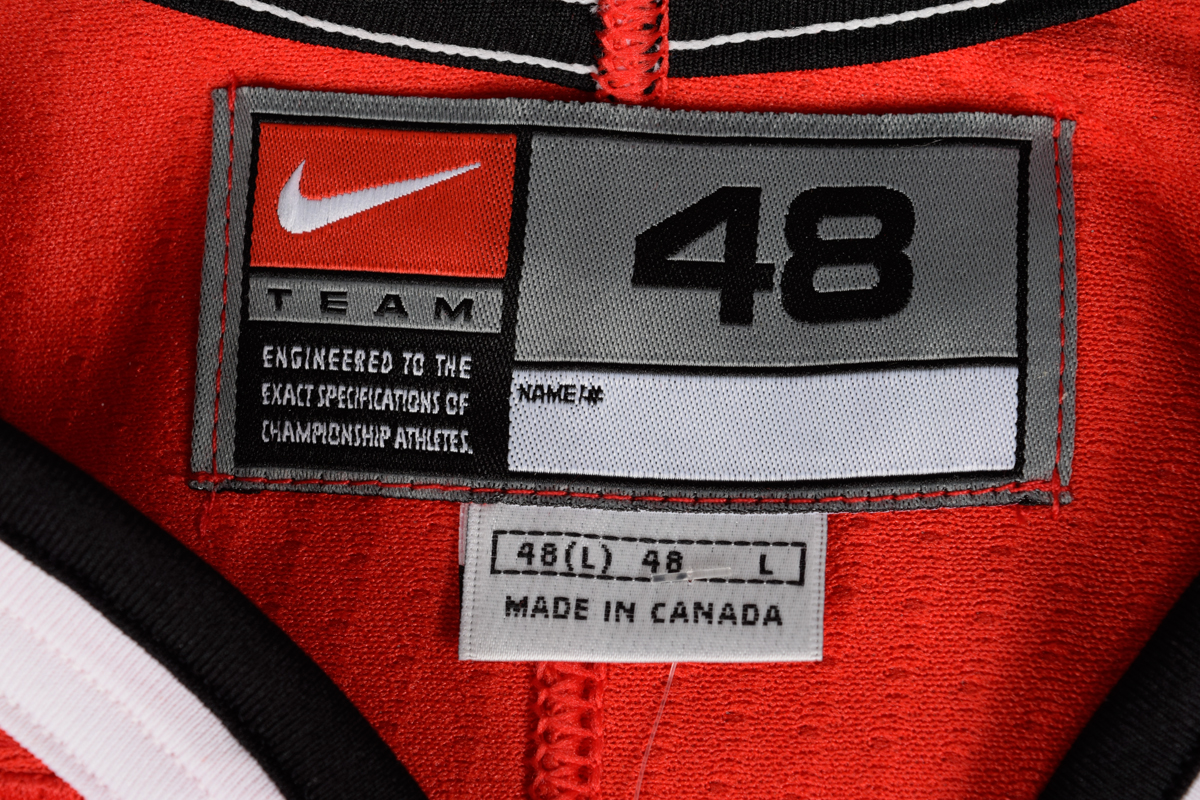 TEAM
ENGINEERED TO THE
EXACT SPECIFICATIONS OF
CHAMPIONSHIP ATHLETES.
48
NAME/#
48(L) 48 L
MADE IN CANADA